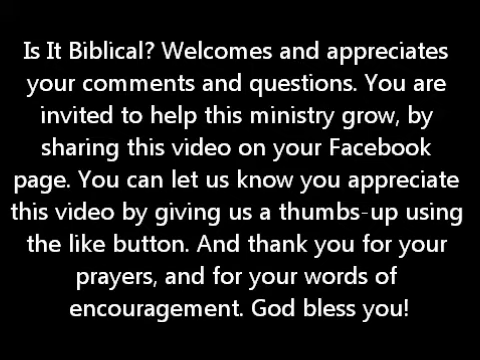 Is It Biblical? Welcomes and appreciates
your comments and questions. You are
invited to help this ministry grow, by
sharing this video on your Facebook
page. You can let us know you appreciate
this video by giving us a thumbs-up using
the like button. And thank you for your
prayers, and for your words of
encouragement. God bless you!